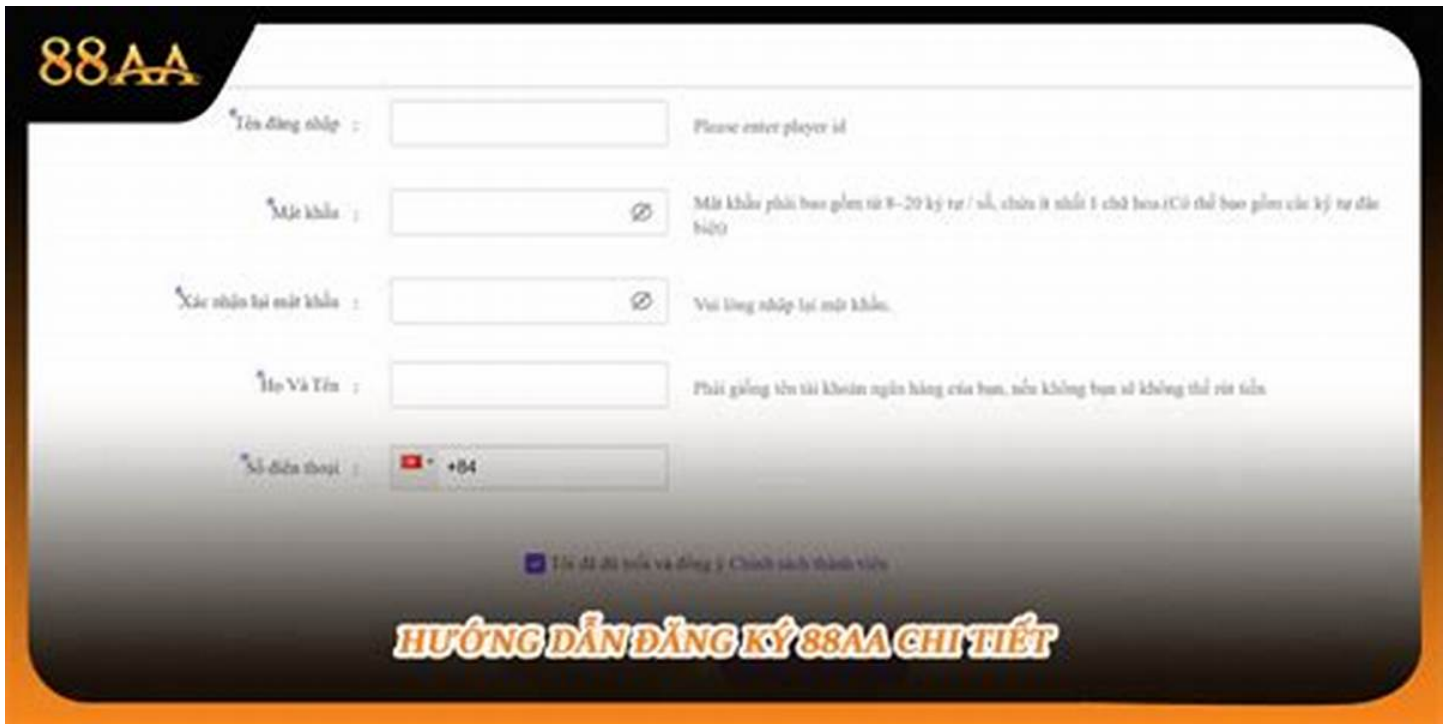 88AA
*Tên đăng nhập :
Please enter player id
*Mật khẩu :
Mật khẩu phải bao gồm từ 8-20 ký tự / số, chứa ít nhất 1 chữ hoa.(Có thể bao gồm các ký tự đặc
biệt)
*Xác nhận lại mật khẩu :
Vui lòng nhập lại mật khẩu.
*Họ Và Tên :
Phải giống tên tài khoản ngân hàng của bạn, nếu không bạn sẽ không thể rút tiền
*Số điện thoại :
+84
Tôi đã đủ tuổi và đồng ý Chính sách thành viên
HƯỚNG DẪN ĐĂNG KÝ 88AA CHI TIẾT